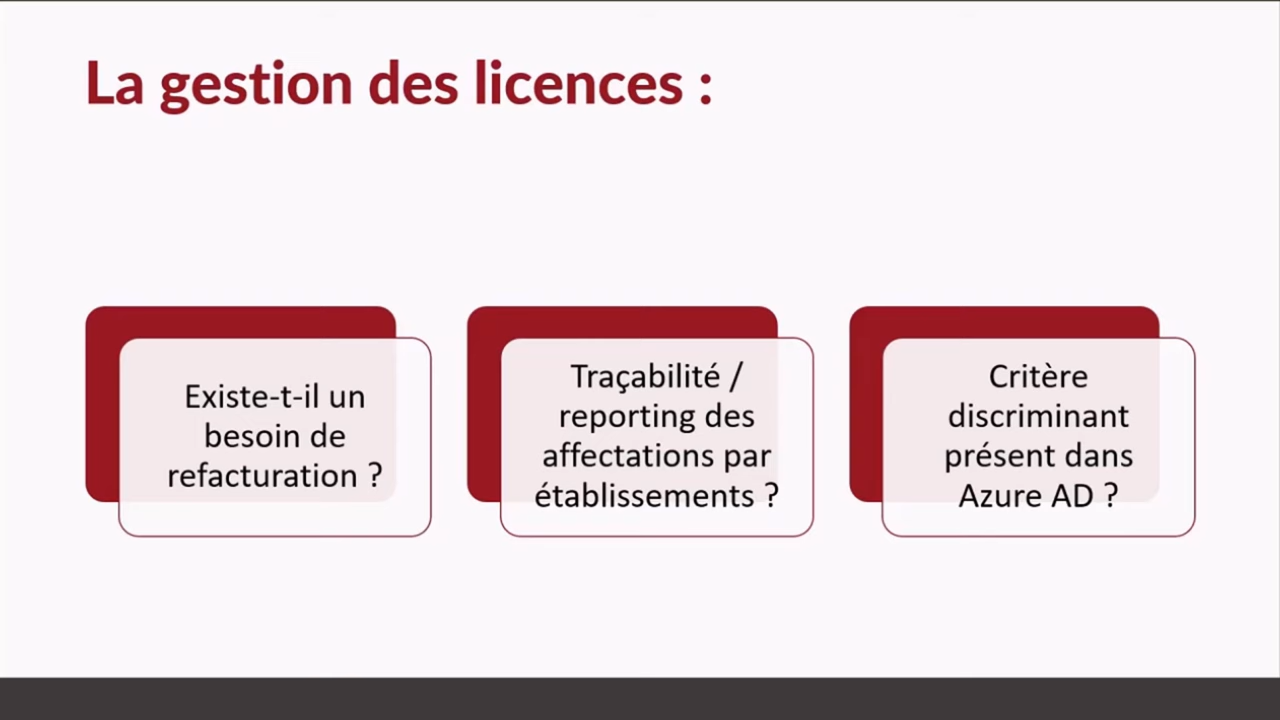 La gestion des licences :
Existe-t-il un
besoin de
refacturation ?
Traçabilité /
reporting des
affectations par
établissements ?
Critère
discriminant
présent dans
Azure AD ?